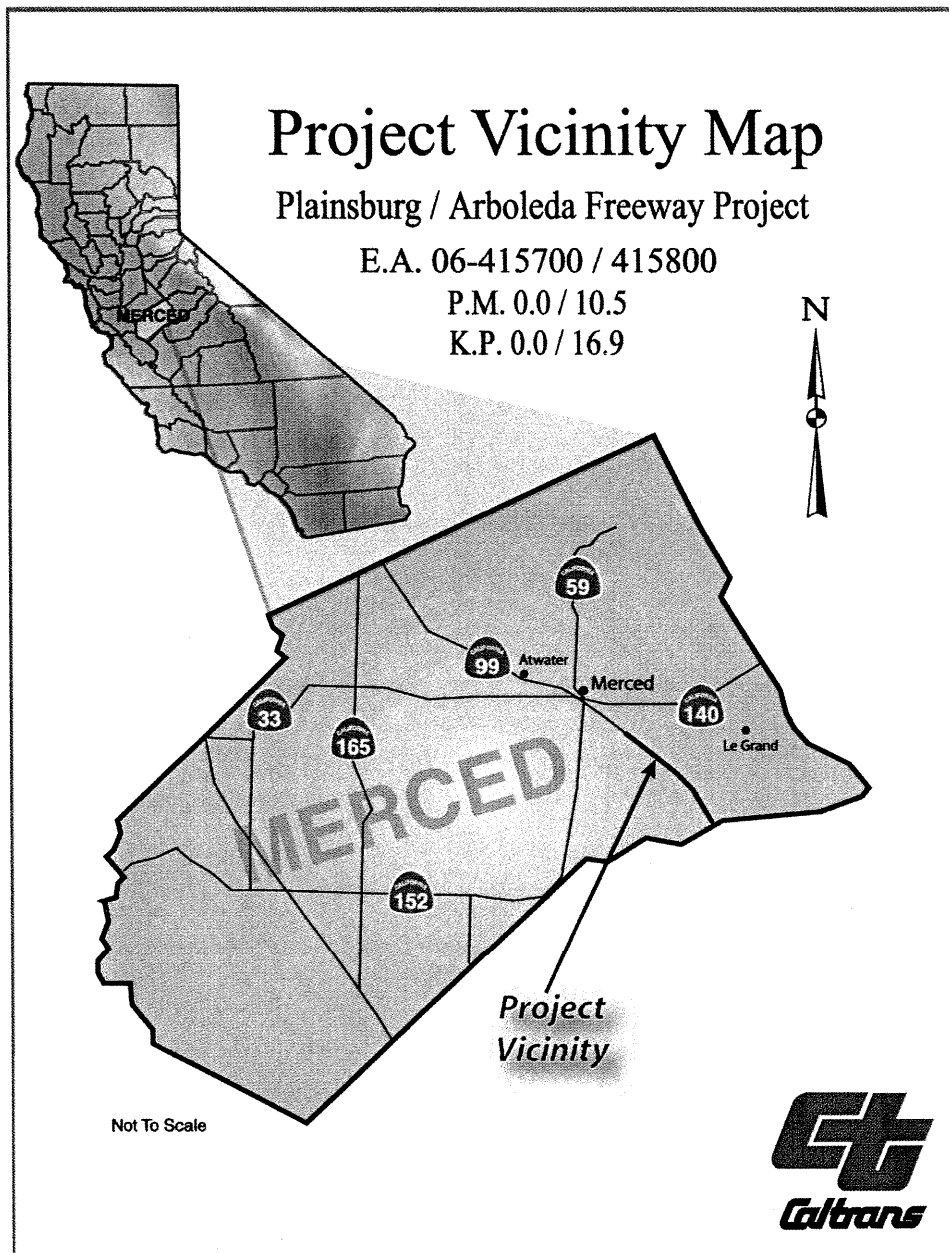 Project Vicinity Map
Plainsburg / Arboleda Freeway Project
E.A. 06-415700 / 415800
P.M. 0.0 / 10.5
K.P. 0.0 / 16.9
N
MERCED
59
99
Atwater
Merced
33
165
140
Le Grand
MERCED
152
Project
Vicinity
Not To Scale
Ct
Caltrans